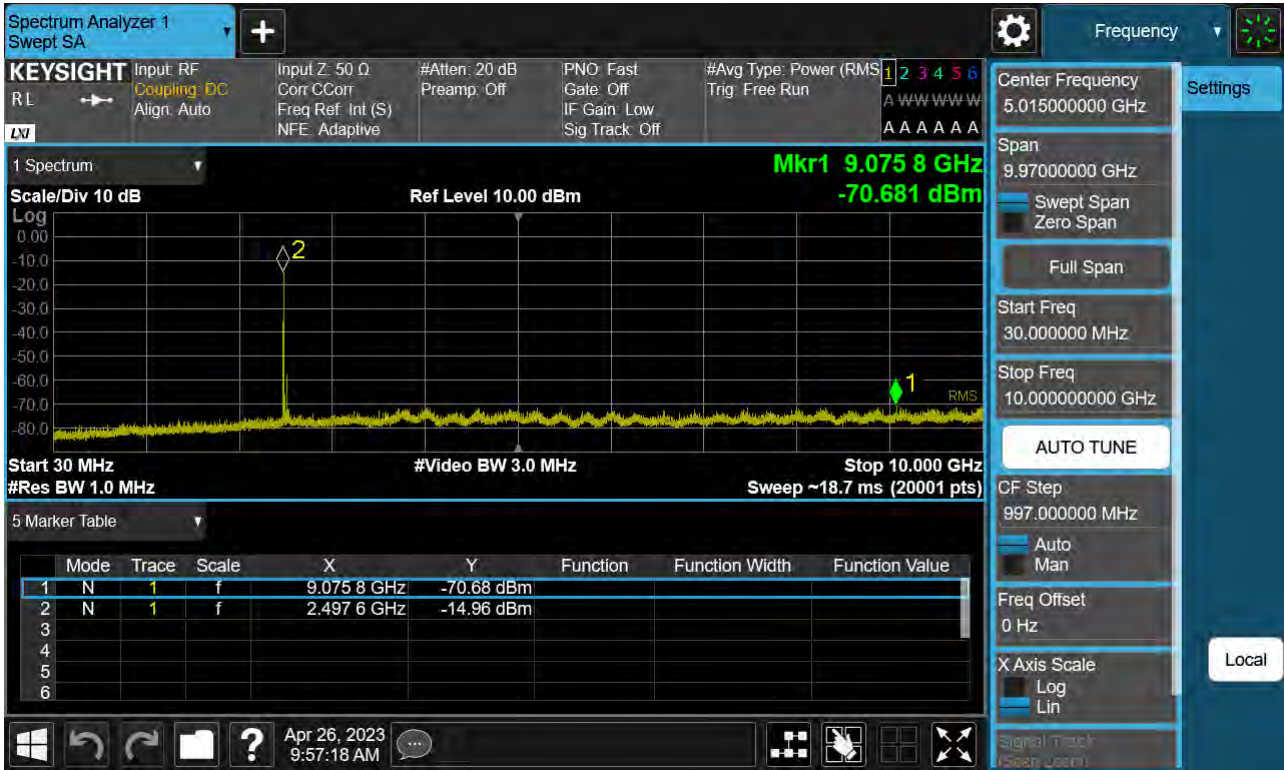 Spectrum Analyzer 1
Swept SA
Frequency
KEYSIGHT
RL
LXI
Input: RF
Coupling: DC
Align: Auto
Input Z: 50 Ω
Corr CCorr
Freq Ref: Int (S)
NFE: Adaptive
#Atten: 20 dB
Preamp: Off
PNO: Fast
Gate: Off
IF Gain: Low
Sig Track: Off
#Avg Type: Power (RMS
Trig: Free Run
1 2 3 4 5 6
A W W W W W
A A A A A A
1 Spectrum
Mkr1 9.075 8 GHz
Scale/Div 10 dB
Ref Level 10.00 dBm
-70.681 dBm
Log
0.00
-10.0
-20.0
-30.0
-40.0
-50.0
-60.0
-70.0
-80.0
2
1
RMS
Start 30 MHz
#Video BW 3.0 MHz
Stop 10.000 GHz
#Res BW 1.0 MHz
Sweep ~18.7 ms (20001 pts)
5 Marker Table
Mode Trace Scale X Y Function Function Width Function Value
1 N 1 f 9.075 8 GHz -70.68 dBm
2 N 1 f 2.497 6 GHz -14.96 dBm
3
4
5
6
Apr 26, 2023
9:57:18 AM
Center Frequency
5.015000000 GHz
Settings
Span
9.97000000 GHz
Swept Span
Zero Span
Full Span
Start Freq
30.000000 MHz
Stop Freq
10.000000000 GHz
AUTO TUNE
CF Step
997.000000 MHz
Auto
Man
Freq Offset
0 Hz
X Axis Scale
Log
Lin
Local
Signal Track
(Span Zoom)